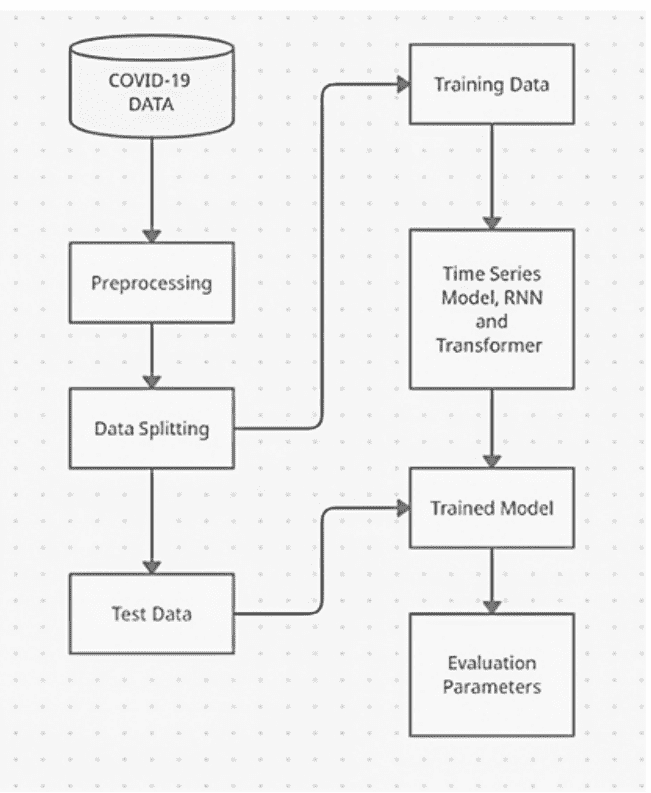 COVID-19
DATA
Preprocessing
Data Splitting
Test Data
Training Data
Time Series
Model, RNN
and
Transformer
Trained Model
Evaluation
Parameters